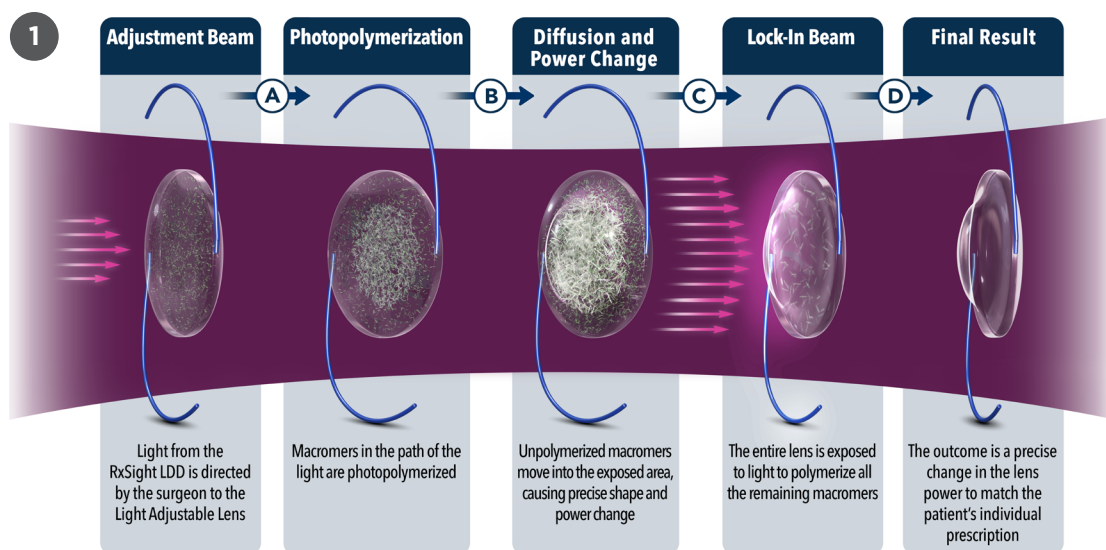 1
Adjustment Beam
Photopolymerization
Diffusion and
Power Change
Lock-In Beam
Final Result
A
B
C
D
Light from the
RxSight LDD is directed
by the surgeon to the
Light Adjustable Lens
Macromers in the path of the
light are photopolymerized
Unpolymerized macromers
move into the exposed area,
causing precise shape and
power change
The entire lens is exposed
to light to polymerize all
the remaining macromers
The outcome is a precise
change in the lens
power to match the
patient's individual
prescription